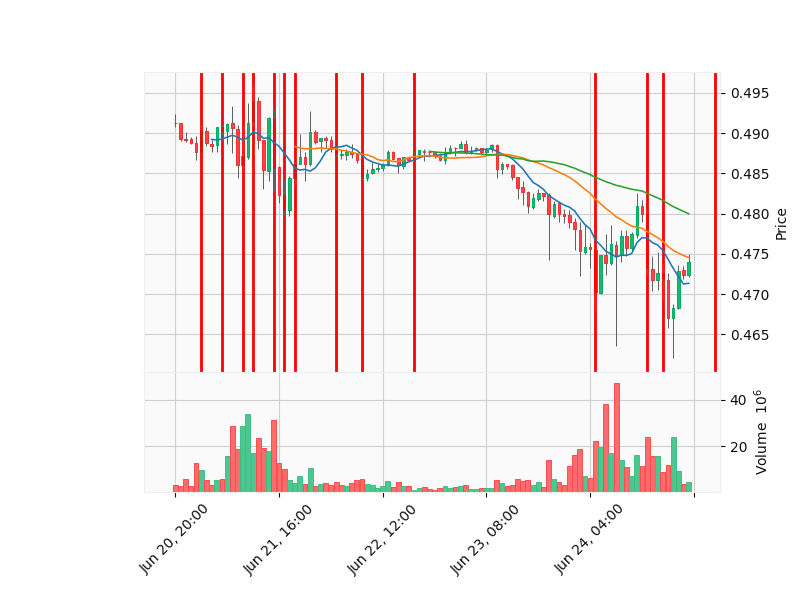 0.495
0.490
0.485
0.480
0.475
0.470
0.465
Price
40
20
Volume 10⁶
Jun 20, 20:00
Jun 21, 16:00
Jun 22, 12:00
Jun 23, 08:00
Jun 24, 04:00